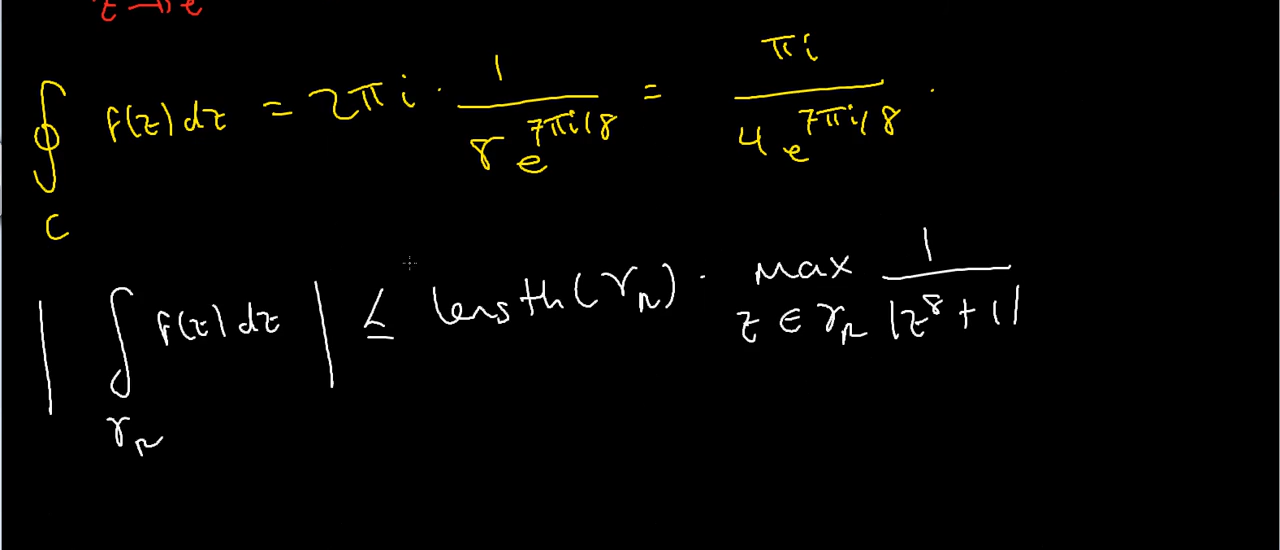 z→πe
∮_C f(z)dz = 2πi · 1/(8e^{7πi/8}) = πi/(4e^{7πi/8}).
|∫_{γ_R} f(z)dz| ≤ length(γ_R) · max_{z∈γ_R} 1/|z^8+1|